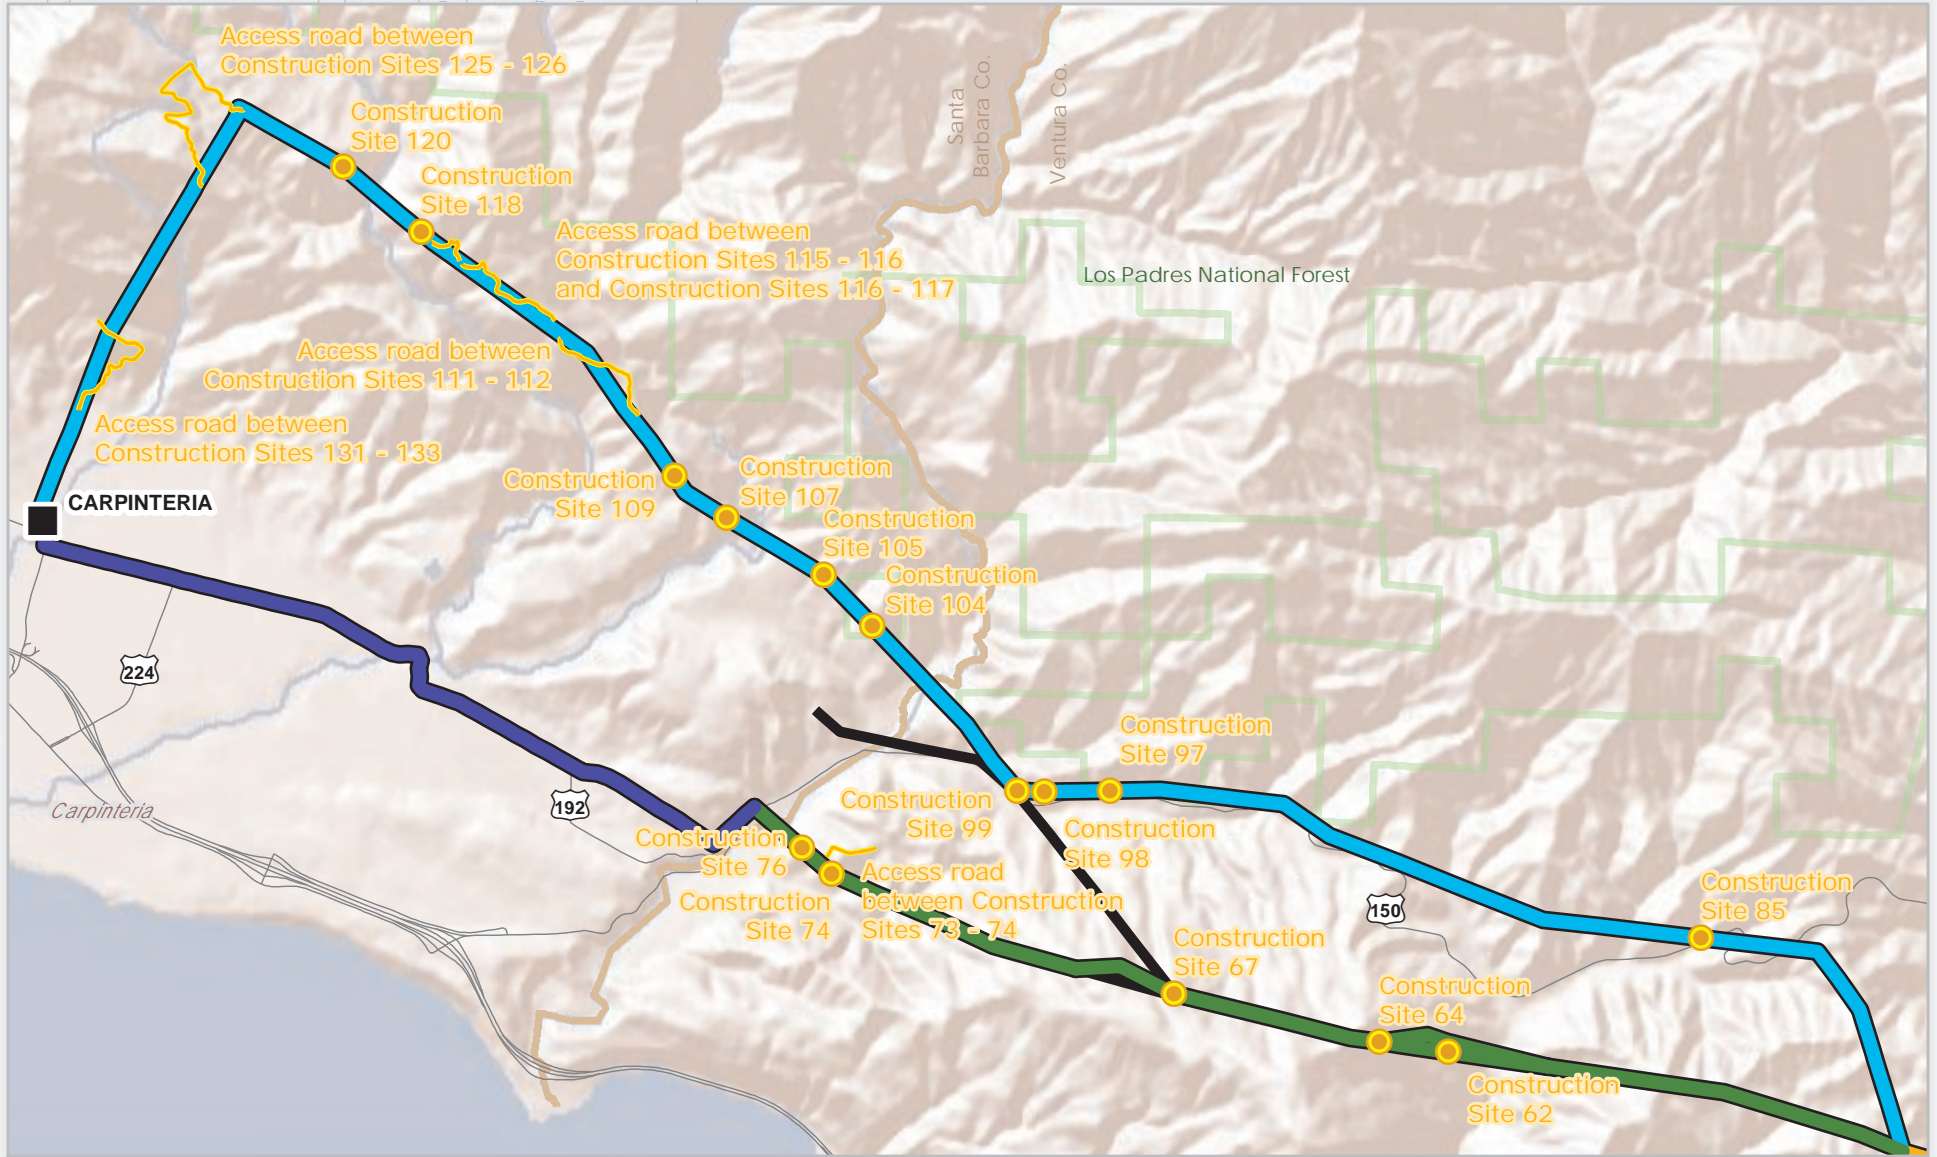 Access road between
Construction Sites 125 - 126
Construction
Site 120
Santa
Barbara Co.
Ventura Co.
Construction
Site 118
Access road between
Construction Sites 115 - 116
and Construction Sites 116 - 117
Los Padres National Forest
Access road between
Construction Sites 111 - 112
Access road between
Construction Sites 131 - 133
CARPINTERIA
Construction
Site 109
Construction
Site 107
Construction
Site 105
Construction
Site 104
224
Construction
Site 97
Carpinteria
192
Construction
Site 99
Construction
Site 98
Construction
Site 76
Access road
between Construction
Sites 73 - 74
Construction
Site 74
150
Construction
Site 85
Construction
Site 67
Construction
Site 64
Construction
Site 62